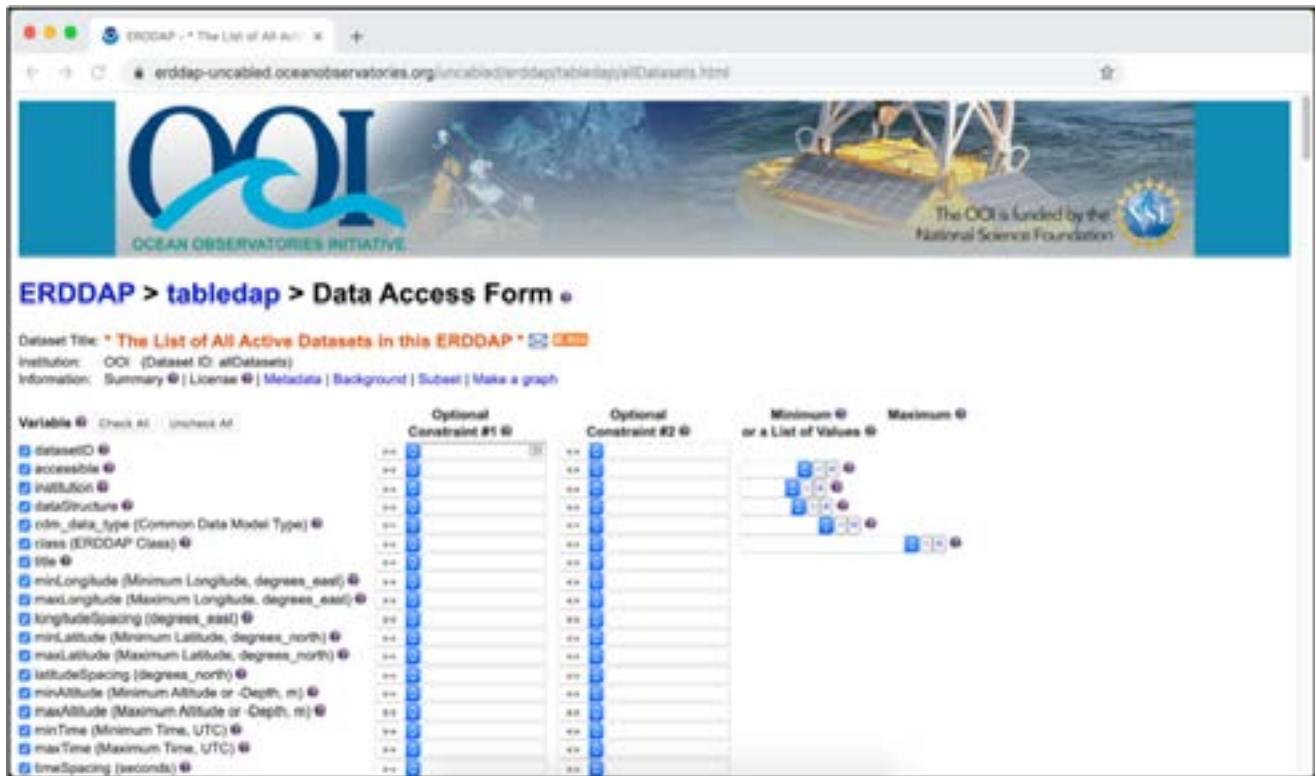 ERDDAP - * The List of All Acti
erddap-uncabled.oceanobservatories.org/uncabled/erddap/tabledap/allDatasets.html
OOI
OCEAN OBSERVATORIES INITIATIVE
The OOI is funded by the
National Science Foundation
NSF
ERDDAP > tabledap > Data Access Form
Dataset Title: * The List of All Active Datasets in this ERDDAP * RSS
Institution: OOI (Dataset ID: allDatasets)
Information: Summary | License | Metadata | Background | Subset | Make a graph
Variable Check All Uncheck All Optional Constraint #1 Optional Constraint #2 Minimum or a List of Values Maximum
datasetID
accessible
institution
dataStructure
cdm_data_type (Common Data Model Type)
class (ERDDAP Class)
title
minLongitude (Minimum Longitude, degrees_east)
maxLongitude (Maximum Longitude, degrees_east)
longitudeSpacing (degrees_east)
minLatitude (Minimum Latitude, degrees_north)
maxLatitude (Maximum Latitude, degrees_north)
latitudeSpacing (degrees_north)
minAltitude (Minimum Altitude or -Depth, m)
maxAltitude (Maximum Altitude or -Depth, m)
minTime (Minimum Time, UTC)
maxTime (Maximum Time, UTC)
timeSpacing (seconds)